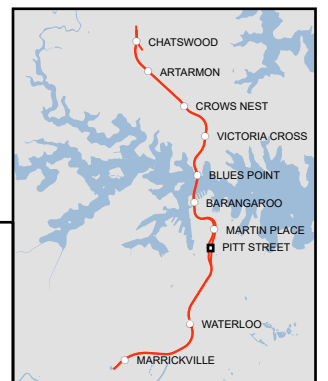 CHATSWOOD
ARTARMON
CROWS NEST
VICTORIA CROSS
BLUES POINT
BARANGAROO
MARTIN PLACE
PITT STREET
WATERLOO
MARRICKVILLE